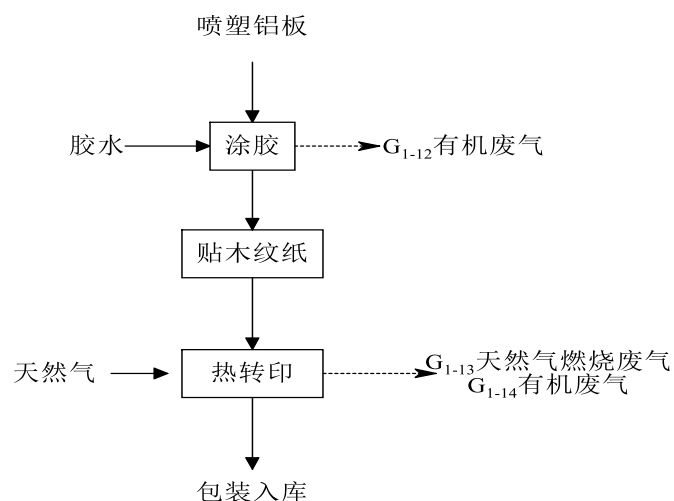 喷塑铝板
胶水
涂胶
G1-12有机废气
贴木纹纸
天然气
热转印
G1-13天然气燃烧废气
G1-14有机废气
包装入库